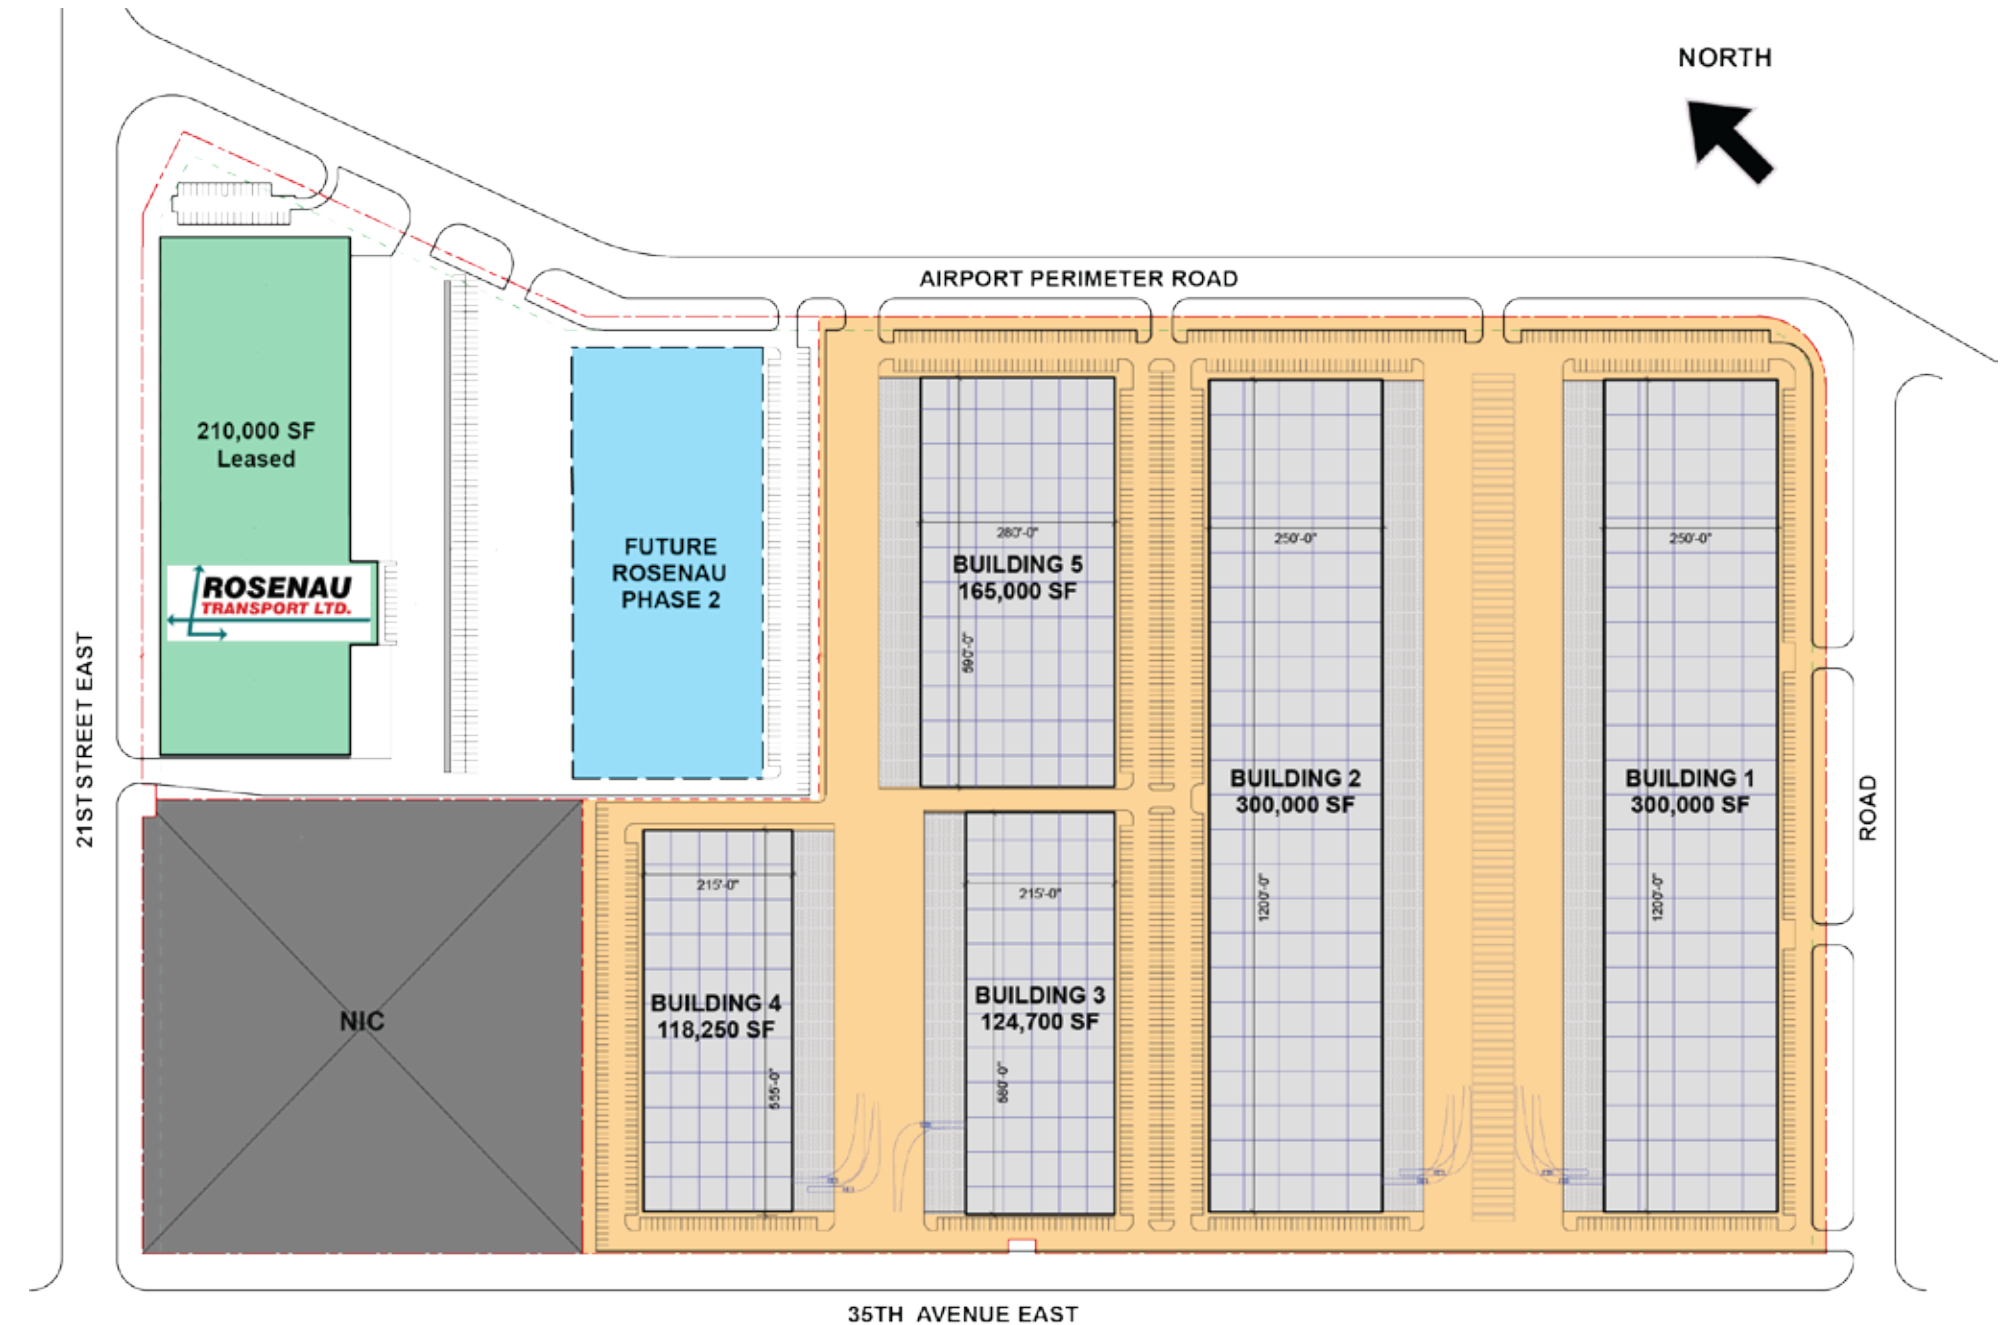 NORTH
AIRPORT PERIMETER ROAD
210,000 SF
Leased
ROSENAU
TRANSPORT LTD.
FUTURE
ROSENAU
PHASE 2
280'-0"
BUILDING 5
165,000 SF
590'-0"
250'-0"
BUILDING 2
300,000 SF
1200'-0"
250'-0"
BUILDING 1
300,000 SF
1200'-0"
21ST STREET EAST
ROAD
NIC
215'-0"
BUILDING 4
118,250 SF
555'-0"
215'-0"
BUILDING 3
124,700 SF
580'-0"
35TH AVENUE EAST